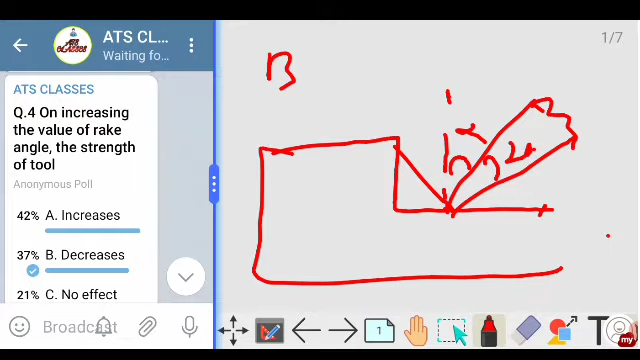 ATS CL...
Waiting fo...
ATS CLASSES
Q.4 On increasing
the value of rake
angle, the strength
of tool
Anonymous Poll
42% A. Increases
37% B. Decreases
21% C. No effect
Broadcast
1/7
B
1
T
my